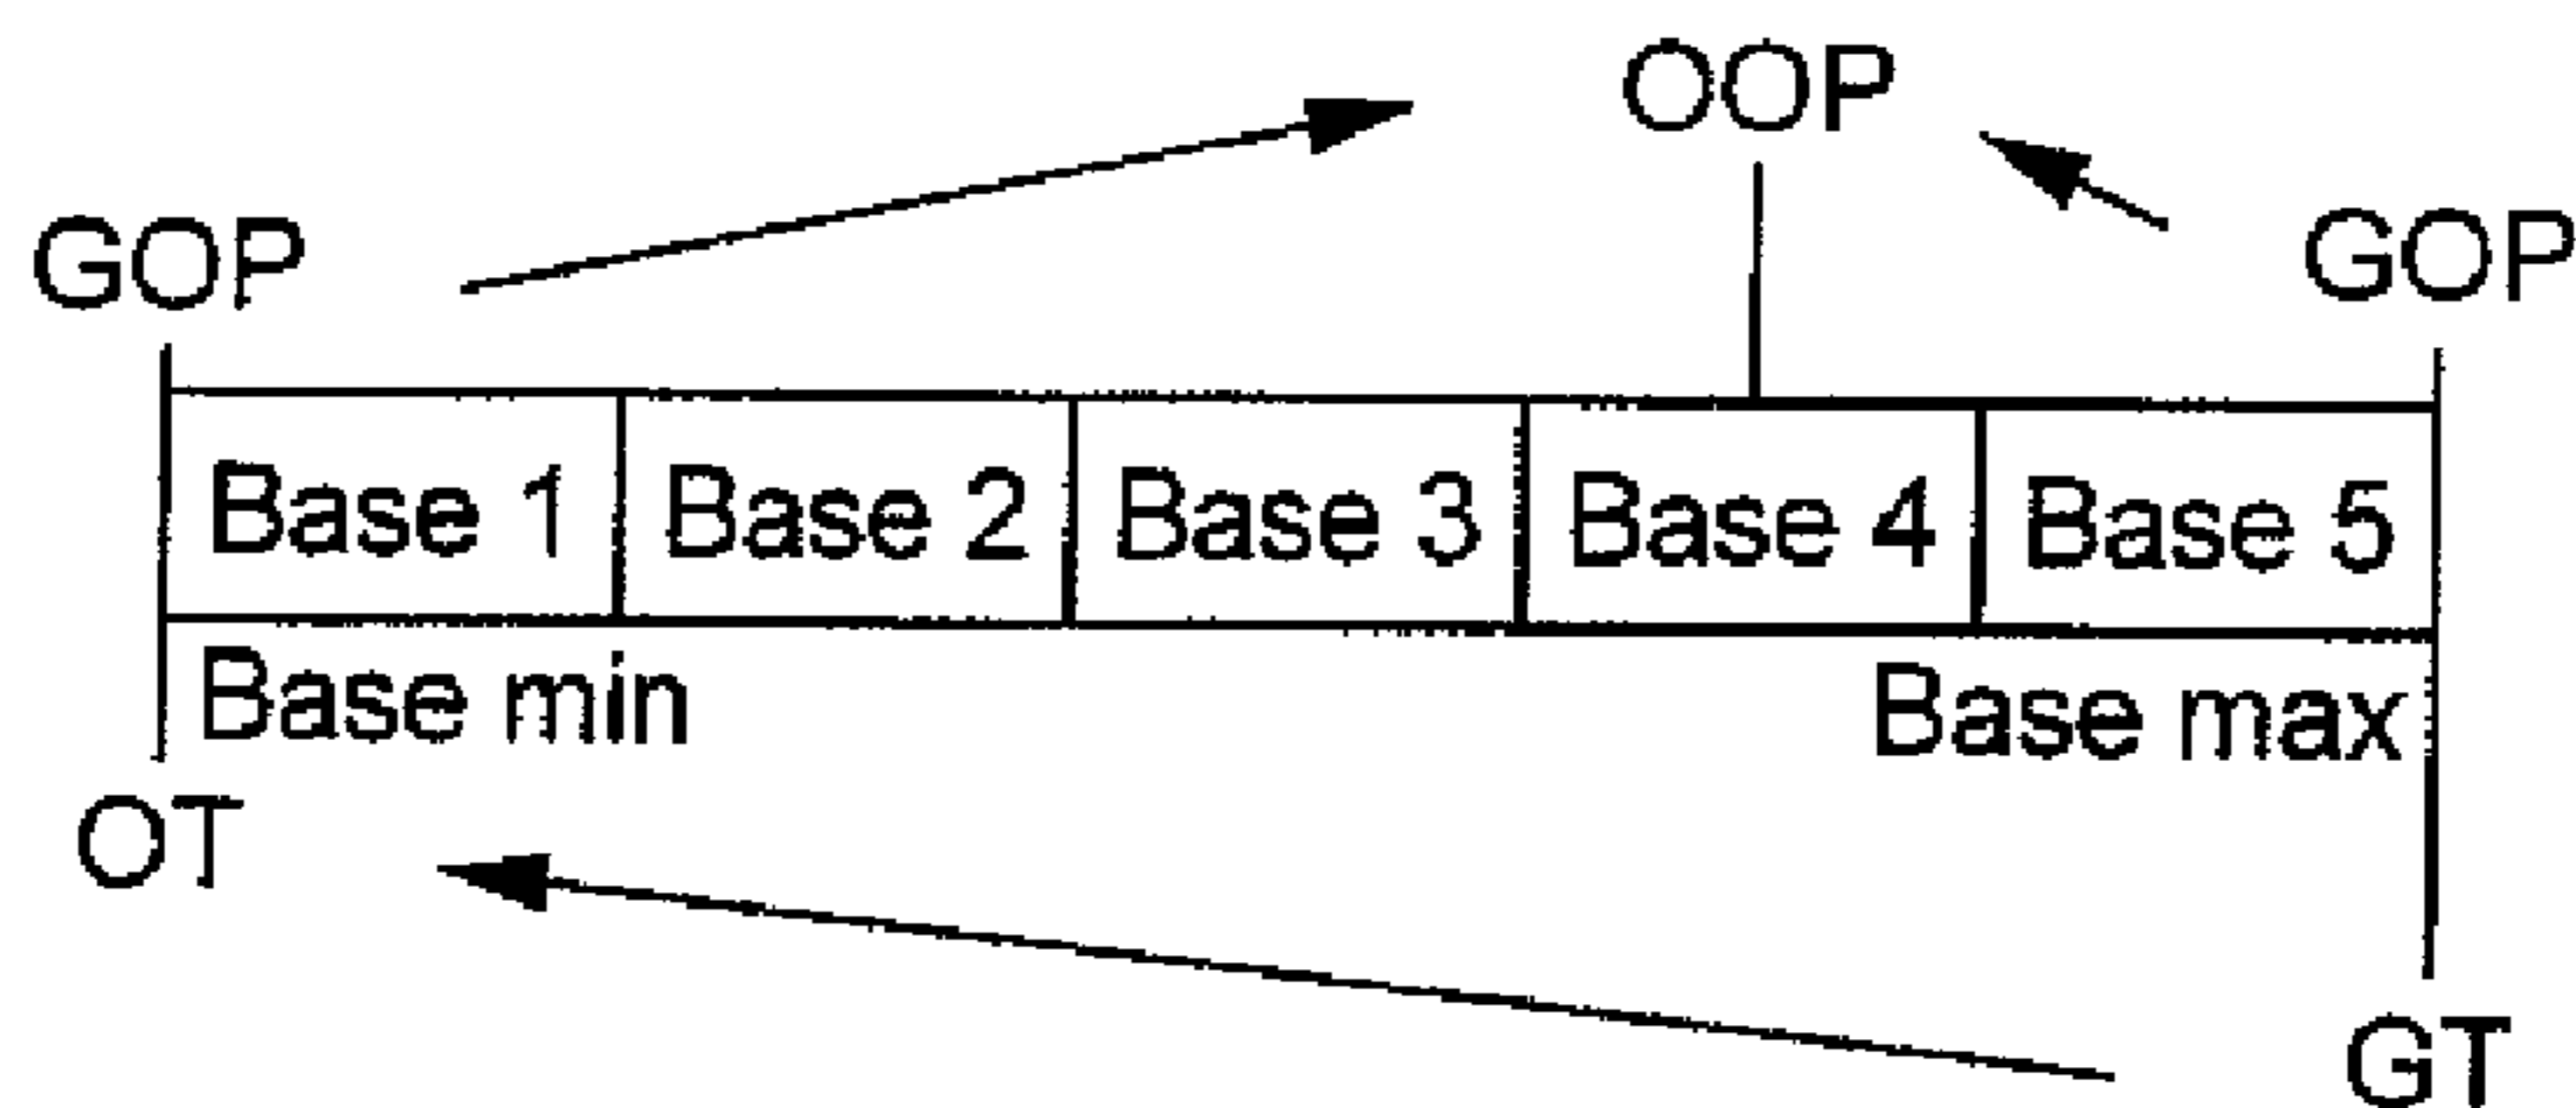 OOP
GOP GOP
Base 1 Base 2 Base 3 Base 4 Base 5
Base min Base max
OT
GT